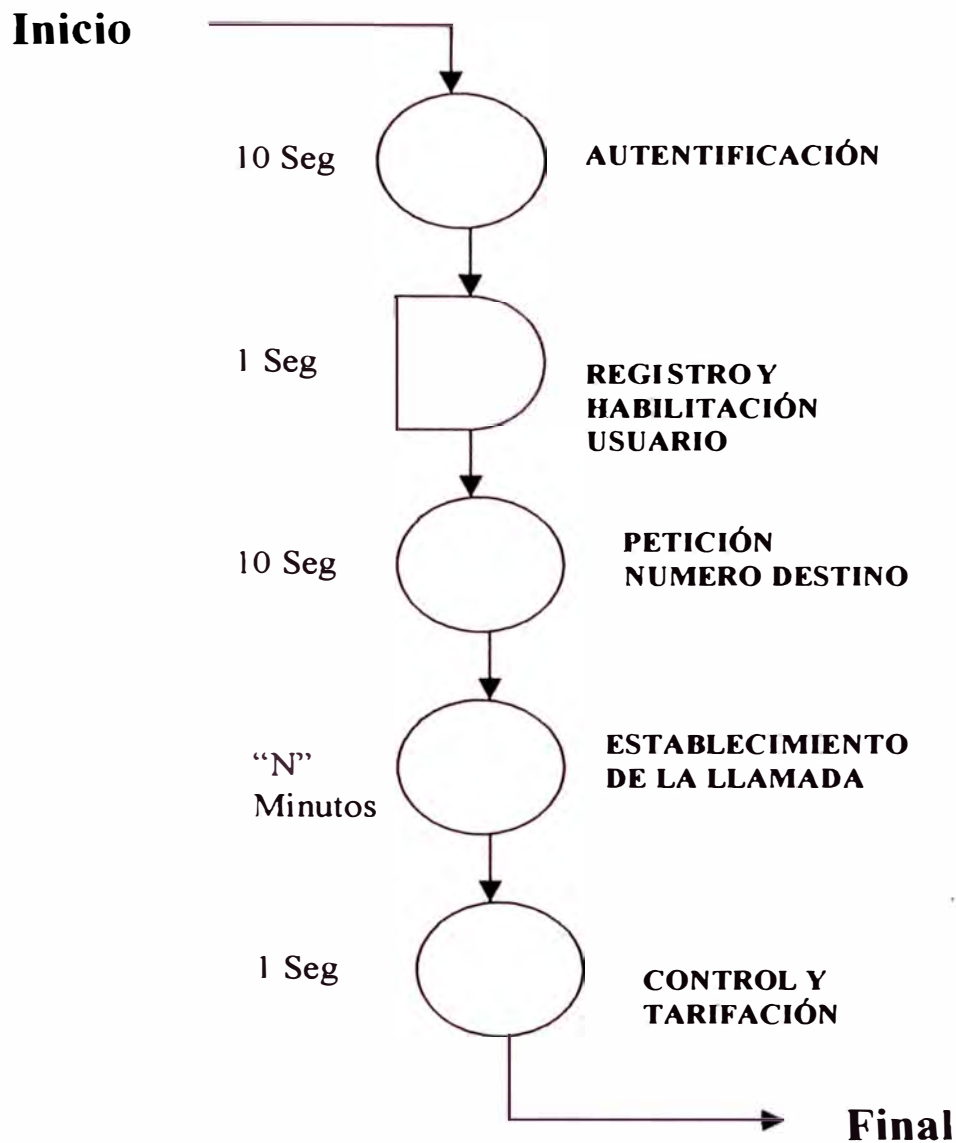 Inicio
10 Seg
AUTENTIFICACIÓN
1 Seg
REGISTRO Y
HABILITACIÓN
USUARIO
10 Seg
PETICIÓN
NUMERO DESTINO
“N”
Minutos
ESTABLECIMIENTO
DE LA LLAMADA
1 Seg
CONTROL Y
TARIFACIÓN
Final